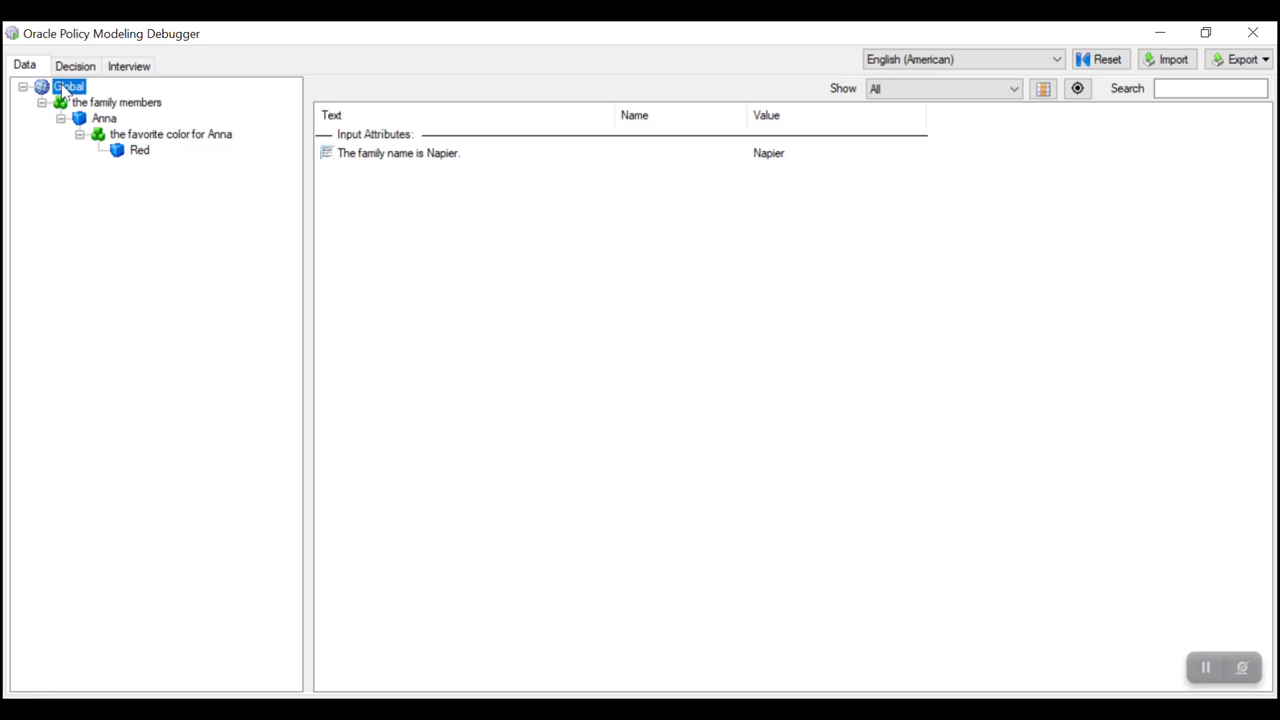 Oracle Policy Modeling Debugger
Data Decision Interview
English (American) Reset Import Export
Show All Search
Global
the family members
Anna
the favorite color for Anna
Red
Text Name Value
Input Attributes:
The family name is Napier. Napier